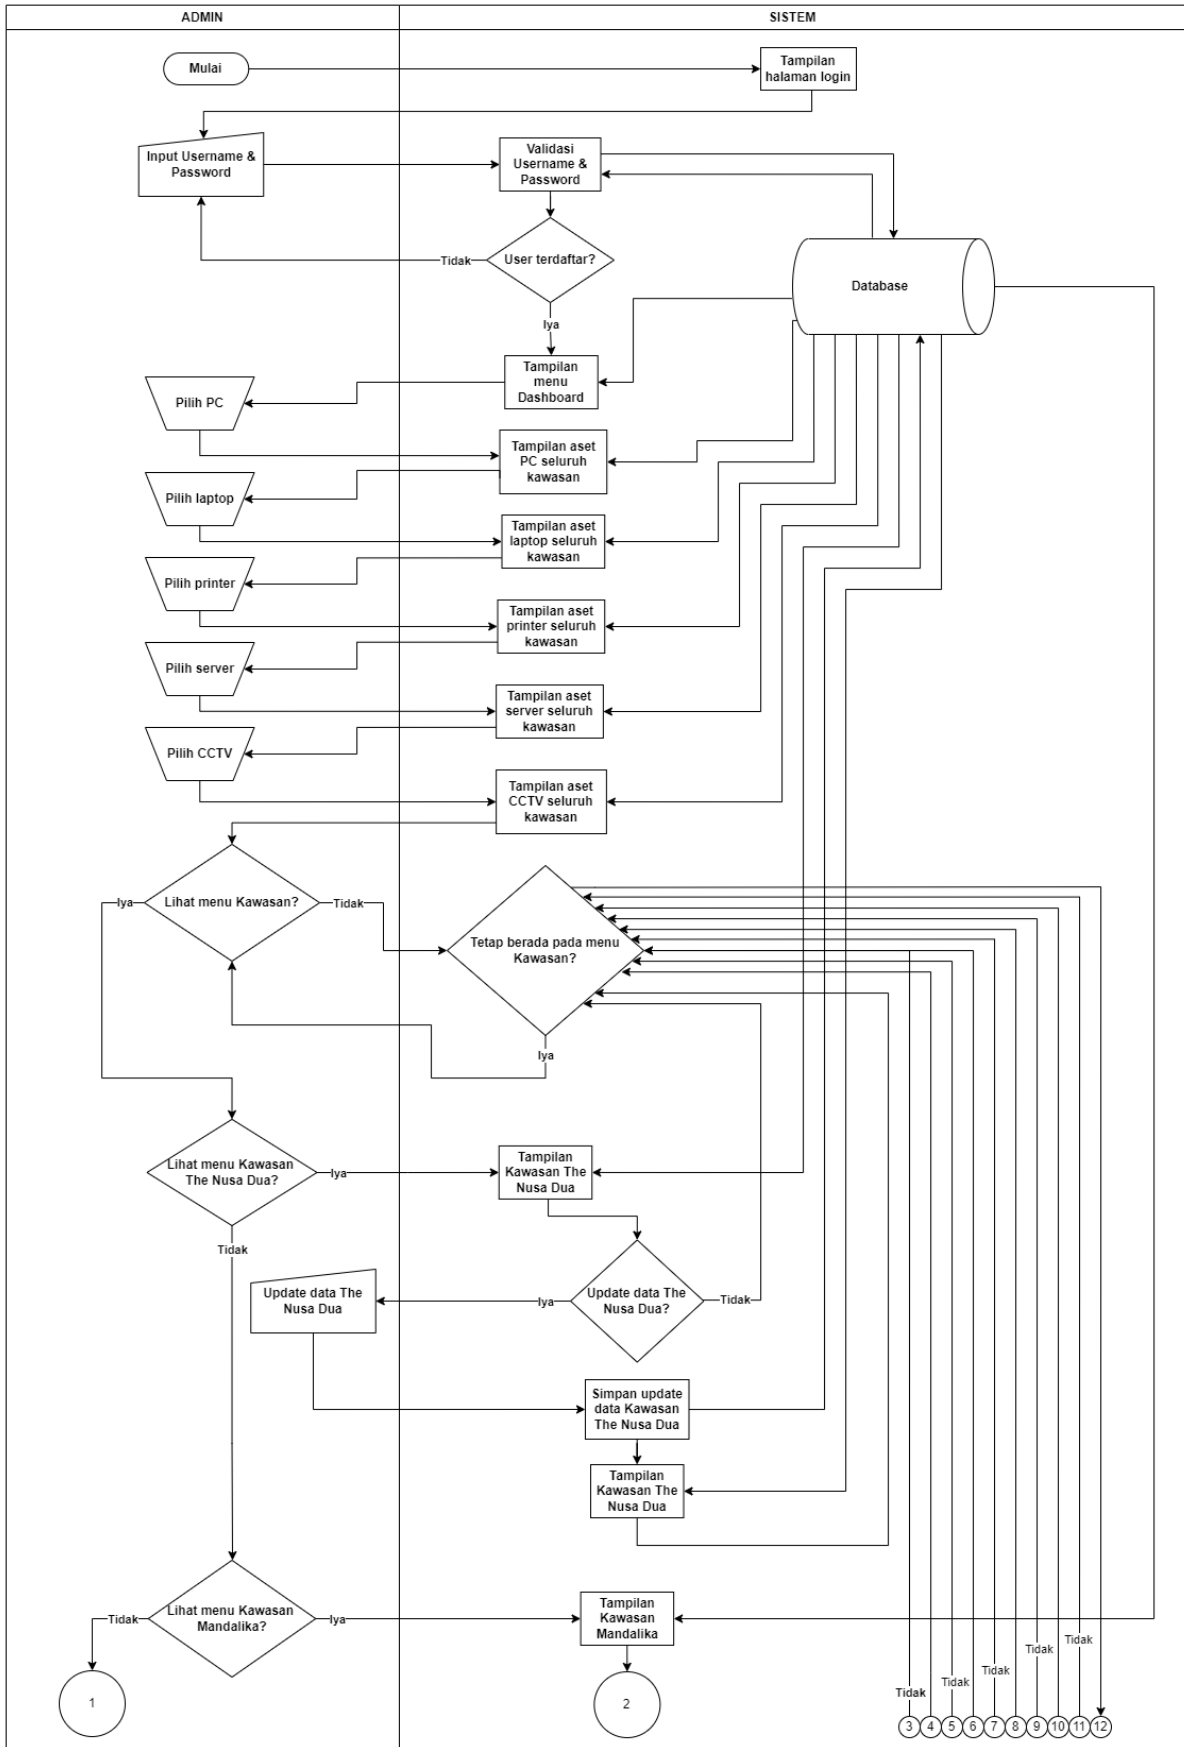 ADMIN
SISTEM
Mulai
Tampilan
halaman login
Input Username &
Password
Validasi
Username &
Password
Tidak
User terdaftar?
Database
Iya
Tampilan
menu
Dashboard
Pilih PC
Tampilan aset
PC seluruh
kawasan
Pilih laptop
Tampilan aset
laptop seluruh
kawasan
Pilih printer
Tampilan aset
printer seluruh
kawasan
Pilih server
Tampilan aset
server seluruh
kawasan
Pilih CCTV
Tampilan aset
CCTV seluruh
kawasan
Iya
Lihat menu Kawasan?
Tidak
Tetap berada pada menu
Kawasan?
Iya
Lihat menu Kawasan
The Nusa Dua?
Iya
Tampilan
Kawasan The
Nusa Dua
Tidak
Update data The
Nusa Dua
Iya
Update data The
Nusa Dua?
Tidak
Simpan update
data Kawasan
The Nusa Dua
Tampilan
Kawasan The
Nusa Dua
Tidak
Lihat menu Kawasan
Mandalika?
Iya
Tampilan
Kawasan
Mandalika
Tidak
Tidak
Tidak
Tidak
Tidak
1
2
3
4
5
6
7
8
9
10
11
12